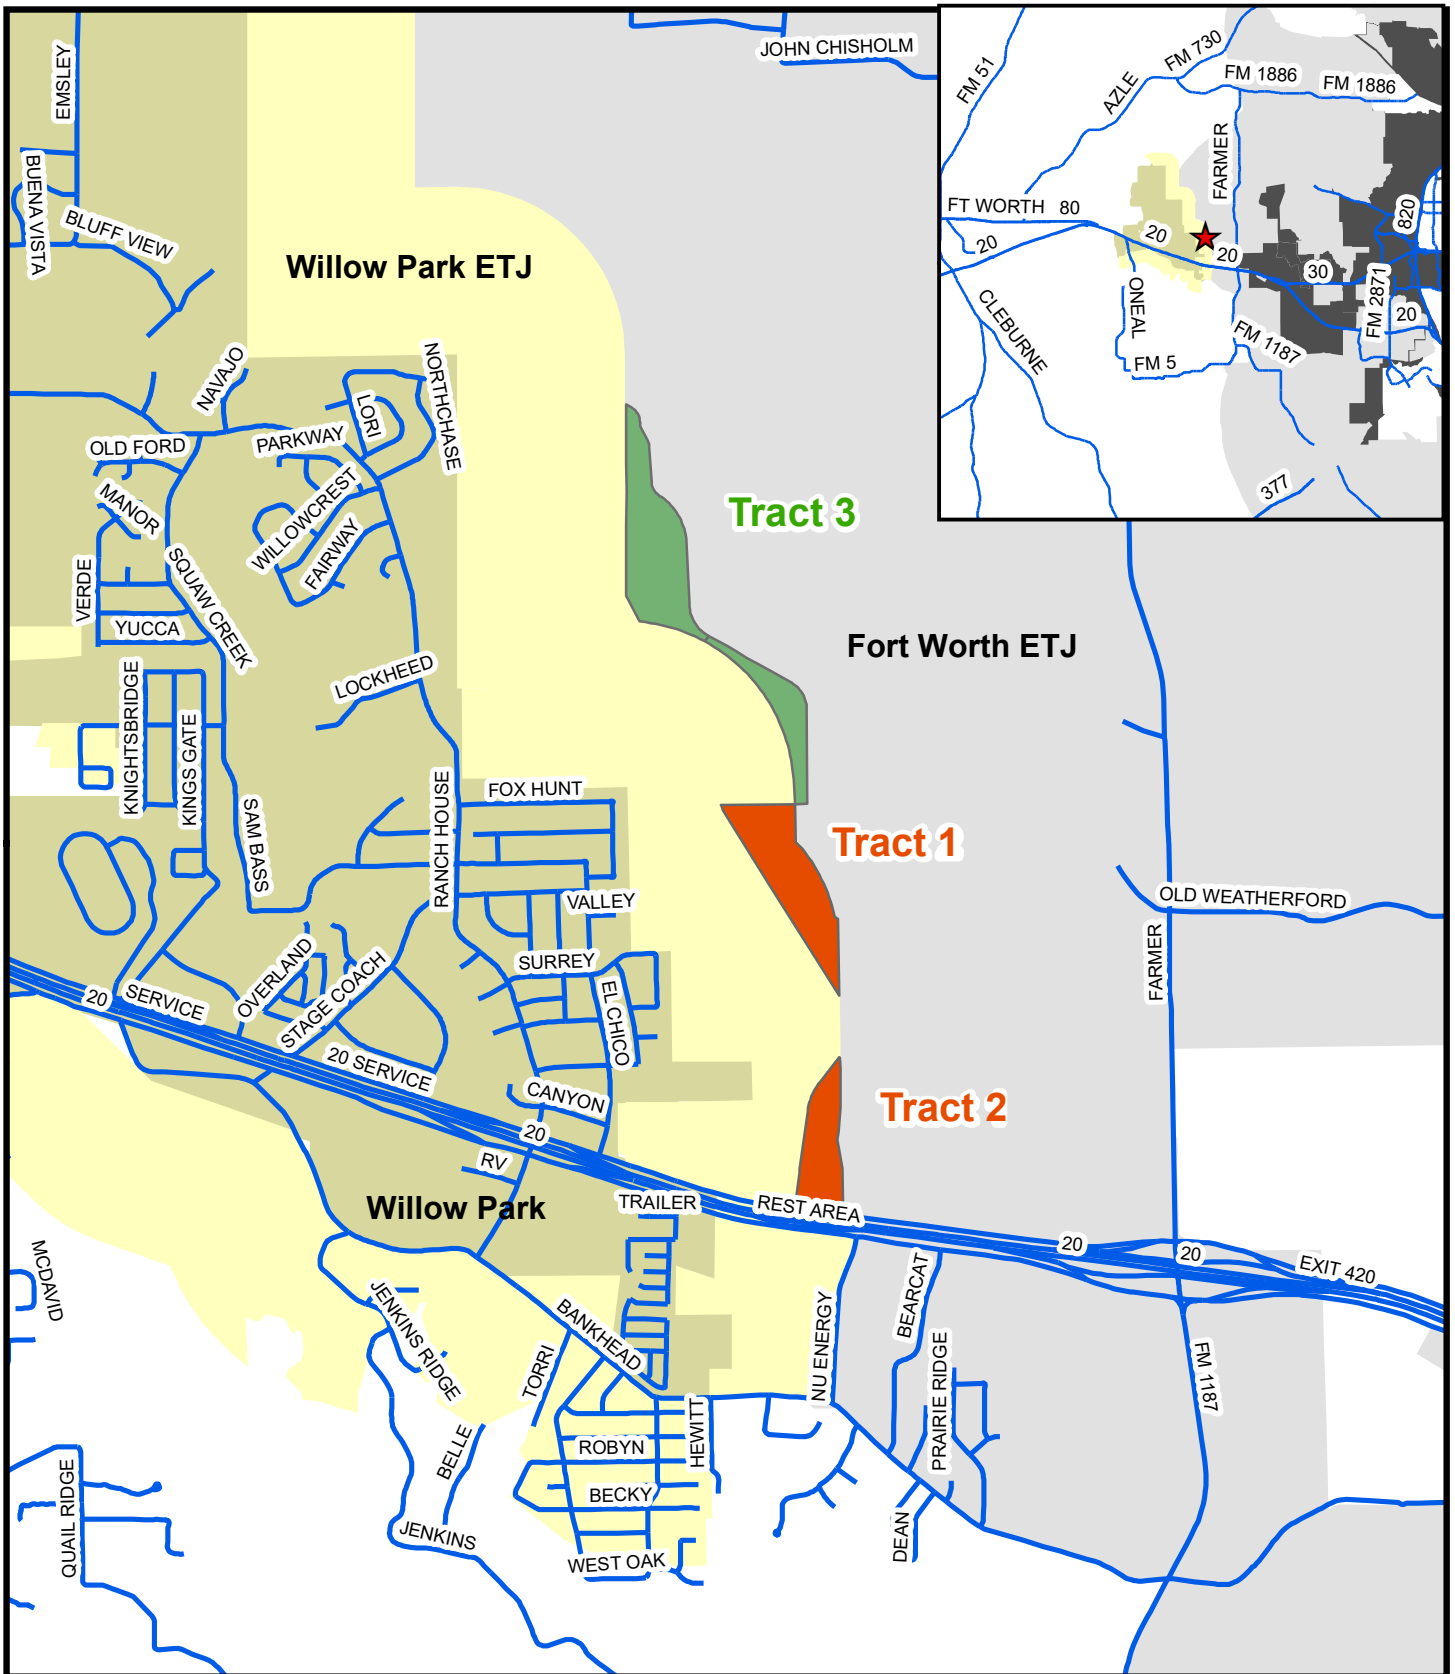 JOHN CHISHOLM
EMSLEY
BUENA VISTA
BLUFF VIEW
Willow Park ETJ
NAVAJO
NORTHCHASE
LORI
OLD FORD
PARKWAY
MANOR
WILLOWCREST
FAIRWAY
VERDE
SQUAW CREEK
YUCCA
Tract 3
Fort Worth ETJ
LOCKHEED
KNIGHTSBRIDGE
KINGS GATE
SAM BASS
RANCH HOUSE
FOX HUNT
Tract 1
VALLEY
OLD WEATHERFORD
FARMER
OVERLAND
STAGE COACH
SURREY
EL CHICO
20
SERVICE
20 SERVICE
CANYON
20
Tract 2
RV
Willow Park
TRAILER
REST AREA
20
20
EXIT 420
MCDAVID
JENKINS RIDGE
BANKHEAD
TORRI
NU ENERGY
BEARCAT
PRAIRIE RIDGE
FM 1187
BELLE
ROBYN
HEWITT
BECKY
QUAIL RIDGE
JENKINS
WEST OAK
DEAN
FM 51
AZLE
FM 730
FM 1886
FM 1886
FARMER
FT WORTH
80
20
20
20
820
30
FM 2871
20
ONEAL
CLEBURNE
FM 5
FM 1187
377